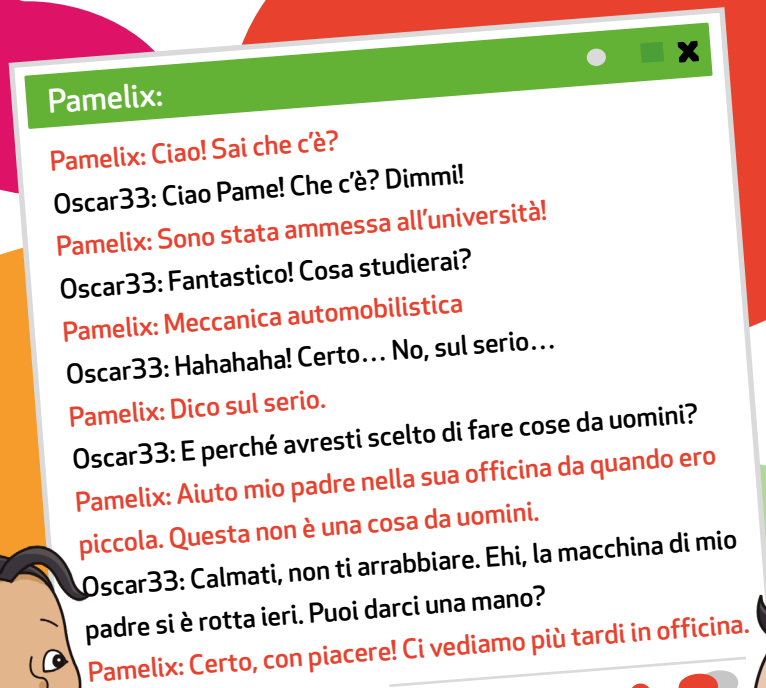 Pamelix:
Pamelix: Ciao! Sai che c'è?
Oscar33: Ciao Pame! Che c'è? Dimmi!
Pamelix: Sono stata ammessa all'università!
Oscar33: Fantastico! Cosa studierai?
Pamelix: Meccanica automobilistica
Oscar33: Hahahaha! Certo... No, sul serio...
Pamelix: Dico sul serio.
Oscar33: E perché avresti scelto di fare cose da uomini?
Pamelix: Aiuto mio padre nella sua officina da quando ero
piccola. Questa non è una cosa da uomini.
Oscar33: Calmati, non ti arrabbiare. Ehi, la macchina di mio
padre si è rotta ieri. Puoi darci una mano?
Pamelix: Certo, con piacere! Ci vediamo più tardi in officina.